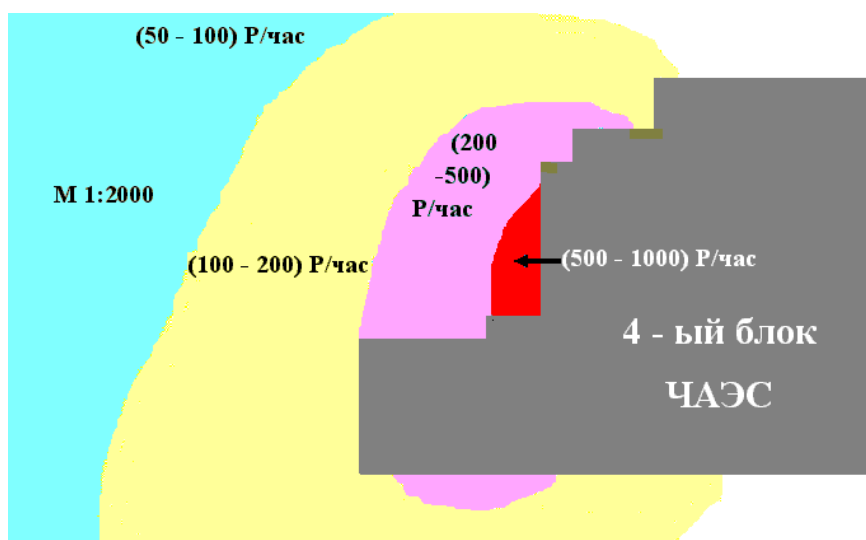 (50 - 100) Р/час
(200
-500)
Р/час
М 1:2000
(100 - 200) Р/час
(500 - 1000) Р/час
4 - ый блок
ЧАЭС